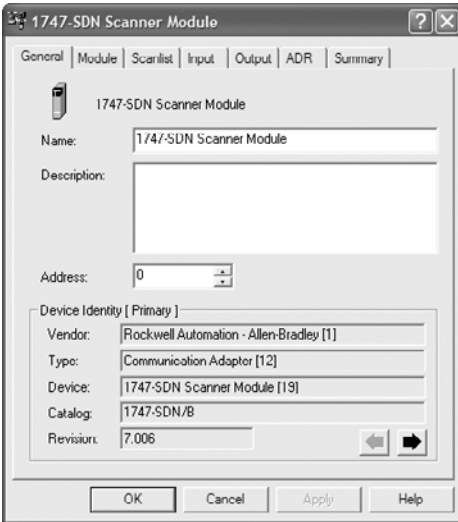 1747-SDN Scanner Module
General Module Scanlist Input Output ADR Summary
1747-SDN Scanner Module
Name: 1747-SDN Scanner Module
Description:
Address: 0
Device Identity [ Primary ]
Vendor: Rockwell Automation - Allen-Bradley [1]
Type: Communication Adapter [12]
Device: 1747-SDN Scanner Module [19]
Catalog: 1747-SDN/B
Revision: 7.006
OK Cancel Apply Help